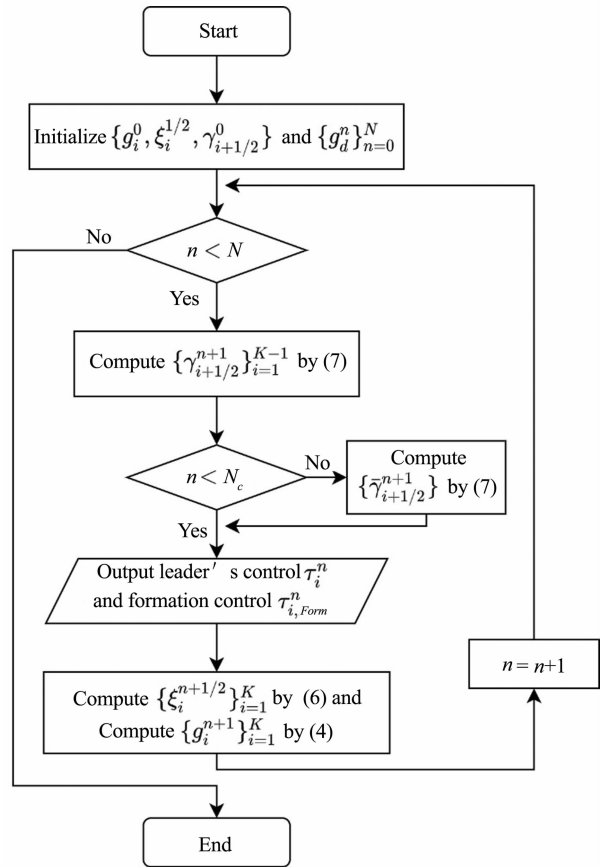 Start
Initialize {g_i^0, ξ_i^{1/2}, γ_{i+1/2}^0} and {g_d^n}_{n=0}^N
No
n < N
Yes
Compute {γ_{i+1/2}^{n+1}}_{i=1}^{K-1} by (7)
n < N_c
No
Compute
{γ̄_{i+1/2}^{n+1}} by (7)
Yes
Output leader' s control τ_i^n
and formation control τ_{i,Form}^n
n = n+1
Compute {ξ_i^{n+1/2}}_{i=1}^K by (6) and
Compute {g_i^{n+1}}_{i=1}^K by (4)
End